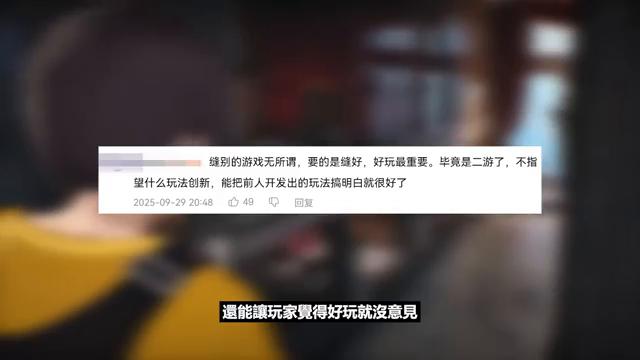 缝别的游戏无所谓，要的是缝好，好玩最重要。毕竟是二游了，不指
望什么玩法创新，能把前人开发出的玩法搞明白就很好了
2025-09-29 20:48 49 回复
還能讓玩家覺得好玩就沒意見